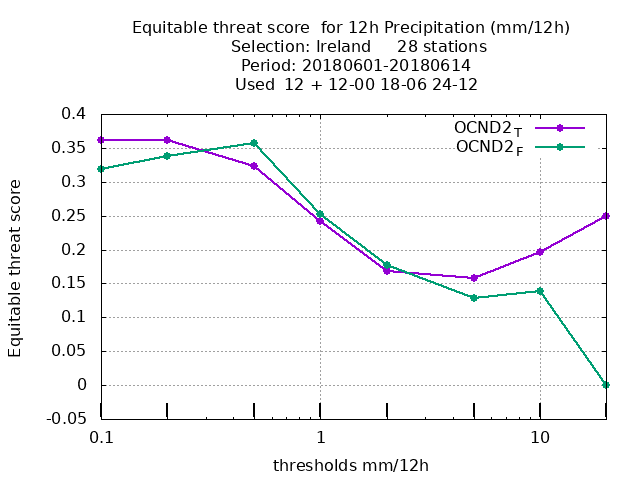 Equitable threat score  for 12h Precipitation (mm/12h)
Selection: Ireland     28 stations
Period: 20180601-20180614
Used  12 + 12-00 18-06 24-12
OCND2T
OCND2F
0.4
0.35
0.3
0.25
0.2
0.15
0.1
0.05
0
-0.05
Equitable threat score
0.1 1 10
thresholds mm/12h